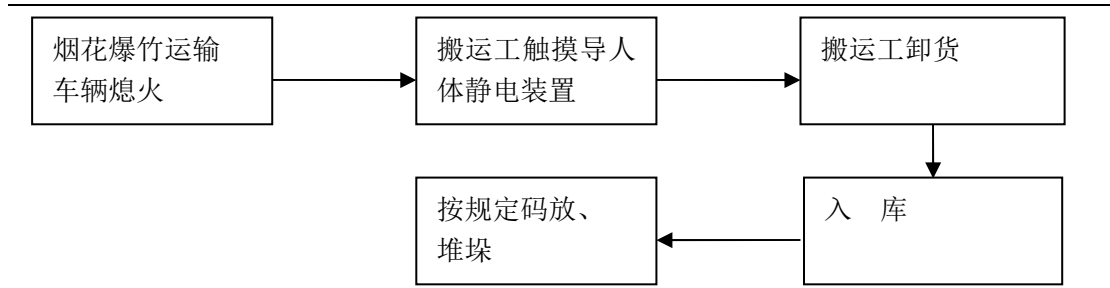 烟花爆竹运输
车辆熄火
搬运工触摸导人
体静电装置
搬运工卸货
入 库
按规定码放、
堆垛